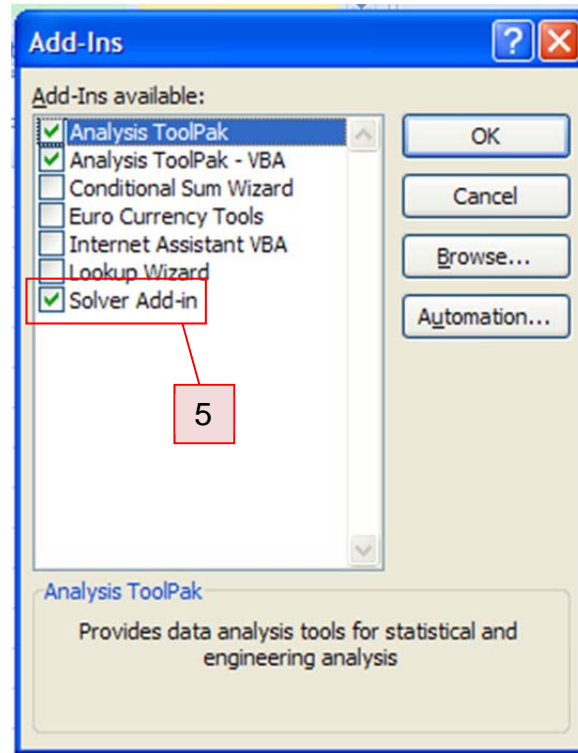 Add-Ins
Add-Ins available:
Analysis ToolPak
Analysis ToolPak - VBA
Conditional Sum Wizard
Euro Currency Tools
Internet Assistant VBA
Lookup Wizard
Solver Add-in
OK
Cancel
Browse...
Automation...
5
Analysis ToolPak
Provides data analysis tools for statistical and
engineering analysis